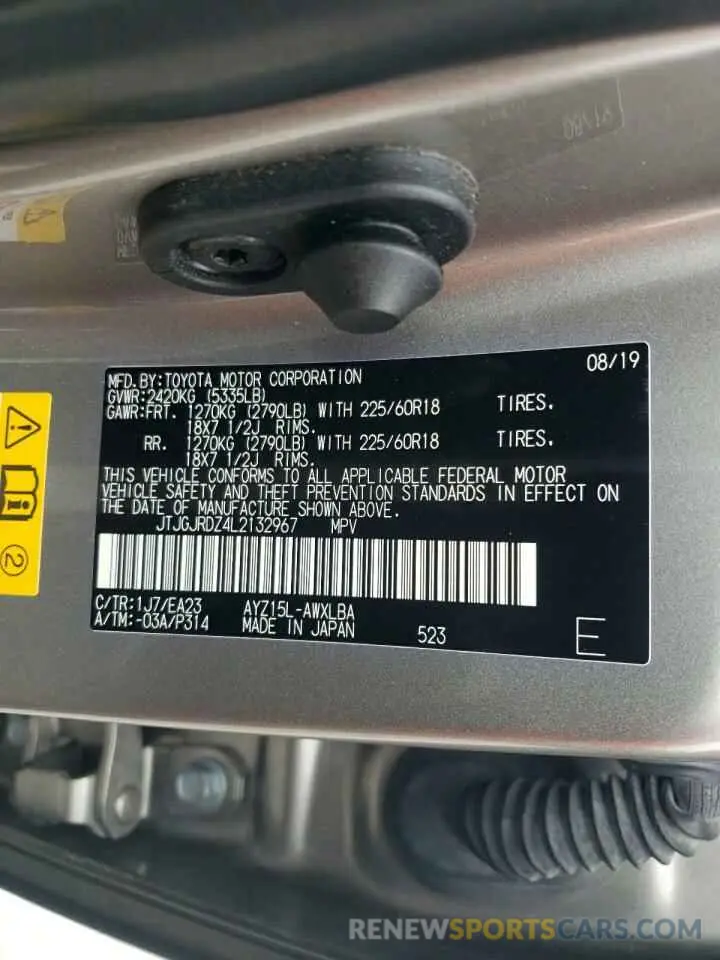 08/19
MFD.BY:TOYOTA MOTOR CORPORATION
GVWR:2420KG (5335LB)
GAWR:FRT. 1270KG (2790LB) WITH 225/60R18 TIRES.
18X7 1/2J RIMS.
RR. 1270KG (2790LB) WITH 225/60R18 TIRES.
18X7 1/2J RIMS.
THIS VEHICLE CONFORMS TO ALL APPLICABLE FEDERAL MOTOR
VEHICLE SAFETY AND THEFT PREVENTION STANDARDS IN EFFECT ON
THE DATE OF MANUFACTURE SHOWN ABOVE.
JTJGJRDZ4L2132967 MPV
C/TR:1J7/EA23 AYZ15L-AWXLBA
A/TM:-03A/P314 MADE IN JAPAN 523 E
2
RENEWSPORTSCARS.COM